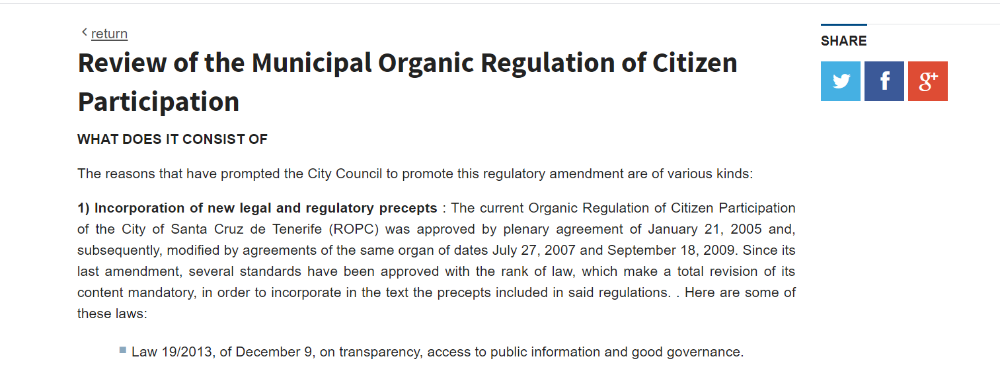 return
Review of the Municipal Organic Regulation of Citizen
Participation
WHAT DOES IT CONSIST OF
The reasons that have prompted the City Council to promote this regulatory amendment are of various kinds:
1) Incorporation of new legal and regulatory precepts : The current Organic Regulation of Citizen Participation
of the City of Santa Cruz de Tenerife (ROPC) was approved by plenary agreement of January 21, 2005 and,
subsequently, modified by agreements of the same organ of dates July 27, 2007 and September 18, 2009. Since its
last amendment, several standards have been approved with the rank of law, which make a total revision of its
content mandatory, in order to incorporate in the text the precepts included in said regulations. . Here are some of
these laws:
Law 19/2013, of December 9, on transparency, access to public information and good governance.
SHARE
f
g+